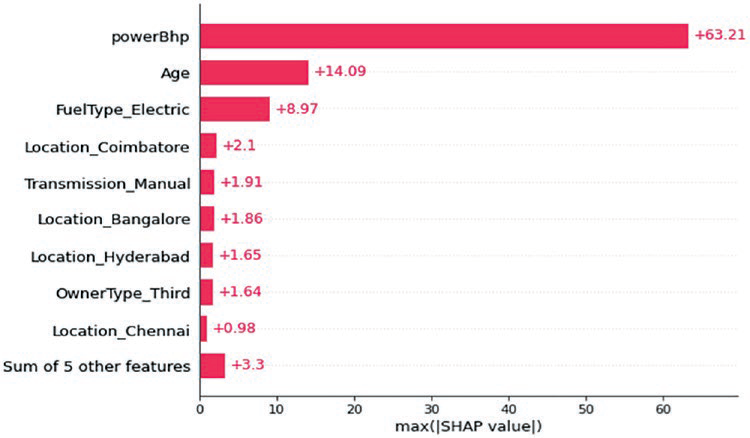 powerBhp +63.21
Age +14.09
FuelType_Electric +8.97
Location_Coimbatore +2.1
Transmission_Manual +1.91
Location_Bangalore +1.86
Location_Hyderabad +1.65
OwnerType_Third +1.64
Location_Chennai +0.98
Sum of 5 other features +3.3
0 10 20 30 40 50 60
max(|SHAP value|)